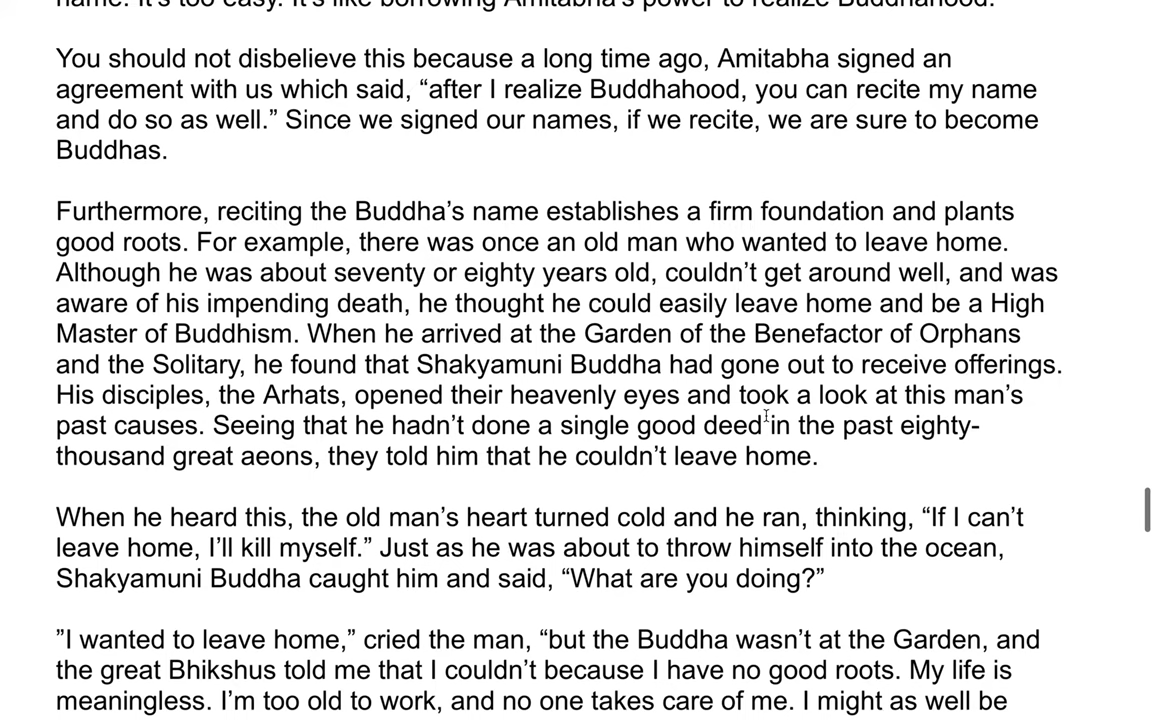 name. It's too easy. It's like borrowing Amitabha's power to realize Buddhahood.
You should not disbelieve this because a long time ago, Amitabha signed an
agreement with us which said, “after I realize Buddhahood, you can recite my name
and do so as well.” Since we signed our names, if we recite, we are sure to become
Buddhas.
Furthermore, reciting the Buddha’s name establishes a firm foundation and plants
good roots. For example, there was once an old man who wanted to leave home.
Although he was about seventy or eighty years old, couldn’t get around well, and was
aware of his impending death, he thought he could easily leave home and be a High
Master of Buddhism. When he arrived at the Garden of the Benefactor of Orphans
and the Solitary, he found that Shakyamuni Buddha had gone out to receive offerings.
His disciples, the Arhats, opened their heavenly eyes and took a look at this man’s
past causes. Seeing that he hadn’t done a single good deed in the past eighty-
thousand great aeons, they told him that he couldn’t leave home.
When he heard this, the old man’s heart turned cold and he ran, thinking, “If I can’t
leave home, I’ll kill myself.” Just as he was about to throw himself into the ocean,
Shakyamuni Buddha caught him and said, “What are you doing?”
”I wanted to leave home,” cried the man, “but the Buddha wasn’t at the Garden, and
the great Bhikshus told me that I couldn’t because I have no good roots. My life is
meaningless. I’m too old to work, and no one takes care of me. I might as well be